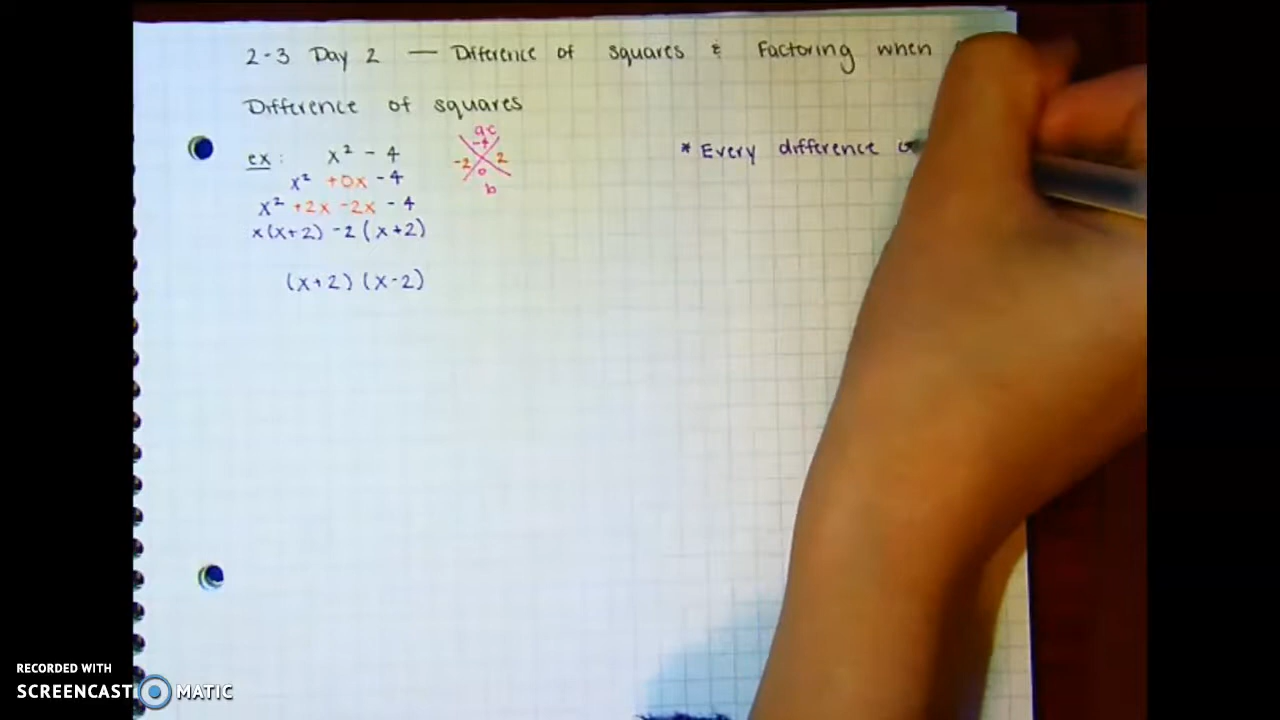 2-3 Day 2 — Difference of squares & Factoring when
Difference of squares
ex: x² - 4
x² +0x -4
x² +2x -2x - 4
x(x+2) -2(x+2)
(x+2)(x-2)
ac
-4
-2 2
0
b
* Every difference
RECORDED WITH
SCREENCAST MATIC